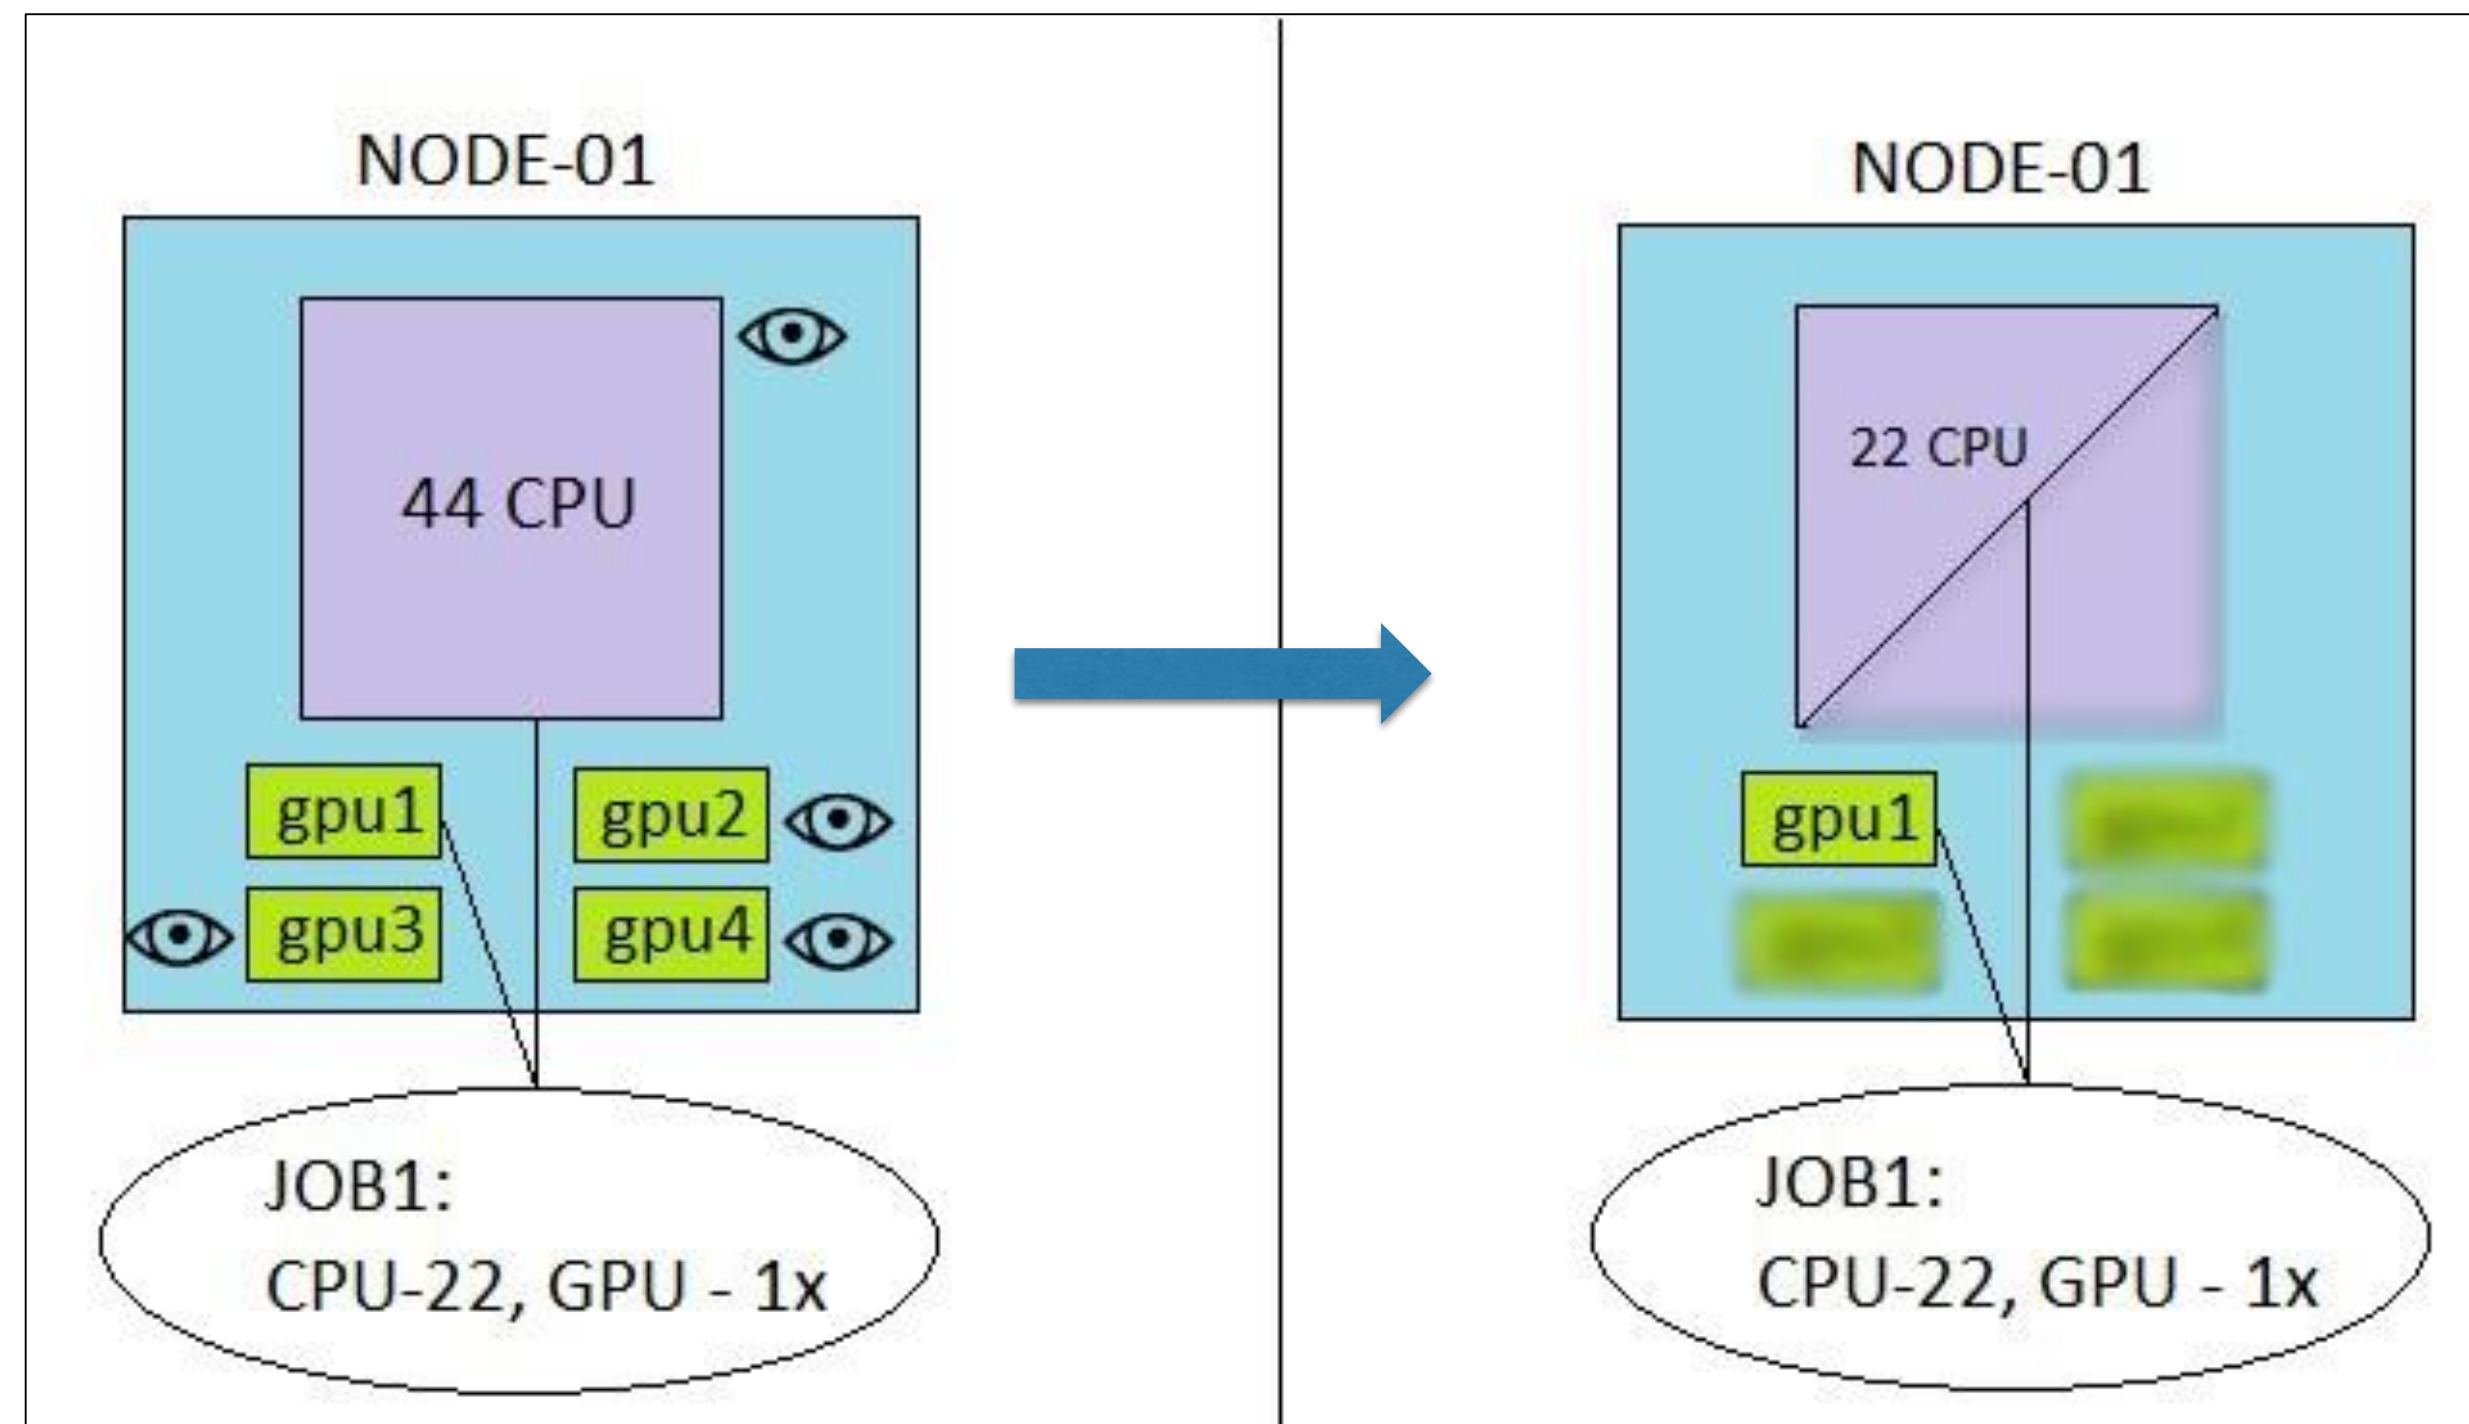 NODE-01
44 CPU
gpu1
gpu2
gpu3
gpu4
JOB1:
CPU-22, GPU - 1x
NODE-01
22 CPU
gpu1
JOB1:
CPU-22, GPU - 1x